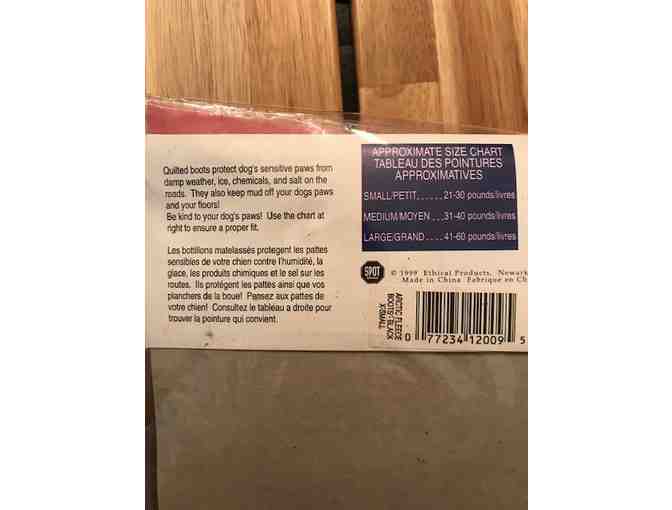 Quilted boots protect dog's sensitive paws from
damp weather, ice, chemicals, and salt on the
roads. They also keep mud off your dogs paws
and your floors!
Be kind to your dog's paws! Use the chart at
right to ensure a proper fit.
Les botillons matelassés protegent les pattes
sensibles de votre chien contre l'humidité, la
glace, les produits chimiques et le sel sur les
routes. Ils protégent les pattes ainsi que vos
planchers de la boue! Pensez aux pattes de
votre chien! Consultez le tableau a droite pour
trouver la pointure qui convient.
APPROXIMATE SIZE CHART
TABLEAU DES POINTURES
APPROXIMATIVES
SMALL/PETIT...... 21-30 pounds/livres
MEDIUM/MOYEN ... 31-40 pounds/livres
LARGE/GRAND .... 41-60 pounds/livres
SPOT
© 1999 Ethical Products, Newark
Made in China Fabrique en Ch
ARCTIC FLEECE
BOOTS/BLACK
X/SMALL
0 77234 12009 5